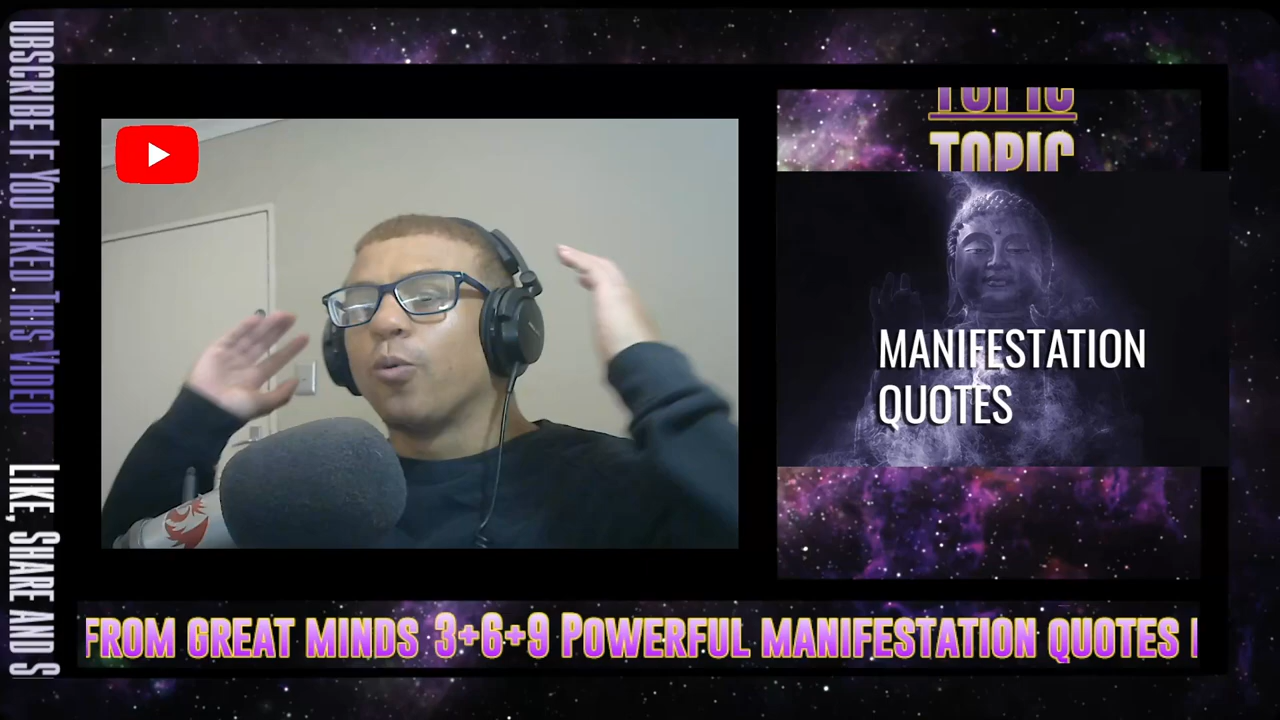 UBSCRIBE IF YOU LIKED THIS VIDEO
LIKE, SHARE AND S
TOPIC
TOPIC
MANIFESTATION
QUOTES
FROM GREAT MINDS 3+6+9 POWERFUL MANIFESTATION QUOTES